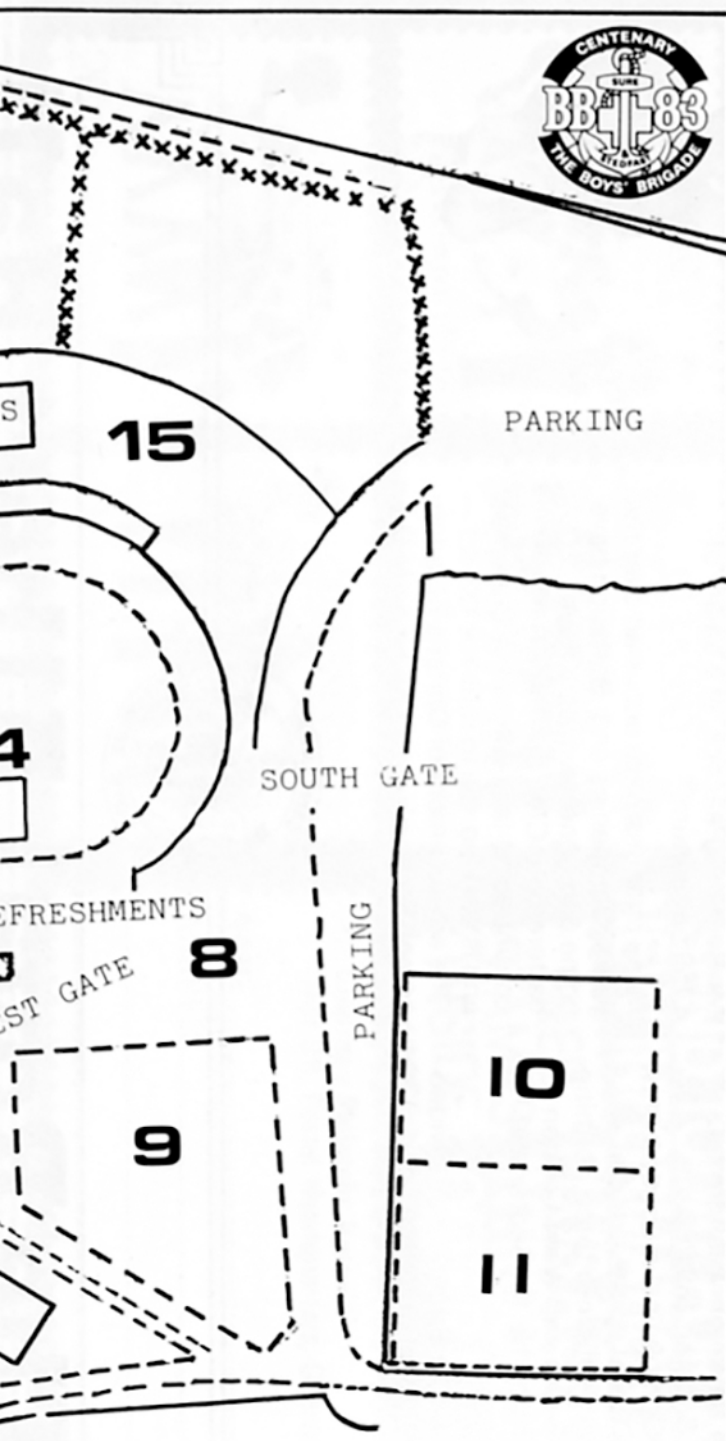 CENTENARY
SURE
BB 83
& STEDFAST
THE BOYS' BRIGADE
S
15
PARKING
4
SOUTH GATE
EFRESHMENTS
8
EST GATE
PARKING
9
10
11